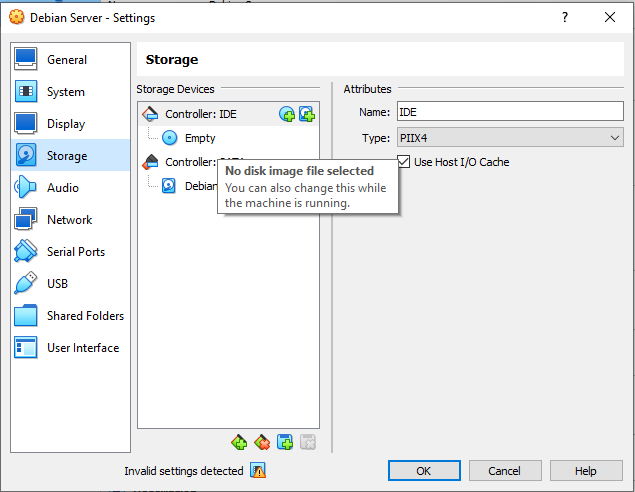 Debian Server - Settings
General
System
Display
Storage
Audio
Network
Serial Ports
USB
Shared Folders
User Interface
Storage
Storage Devices
Controller: IDE
Empty
Controller:
Debian
No disk image file selected
You can also change this while
the machine is running.
Attributes
Name: IDE
Type: PIIX4
Use Host I/O Cache
Invalid settings detected
OK
Cancel
Help